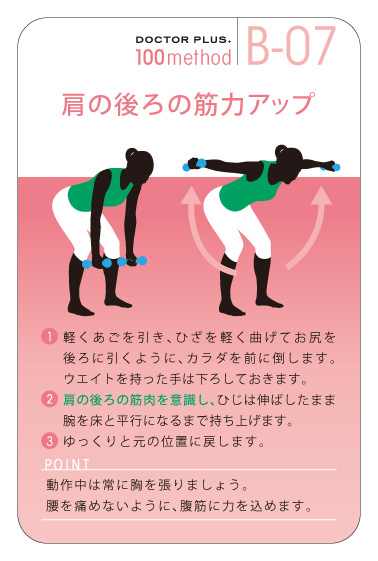 DOCTOR PLUS.
100method
B-07
肩の後ろの筋力アップ
1 軽くあごを引き、ひざを軽く曲げてお尻を
後ろに引くように、カラダを前に倒します。
ウエイトを持った手は下ろしておきます。
2 肩の後ろの筋肉を意識し、ひじは伸ばしたまま
腕を床と平行になるまで持ち上げます。
3 ゆっくりと元の位置に戻します。
POINT
動作中は常に胸を張りましょう。
腰を痛めないように、腹筋に力を込めます。